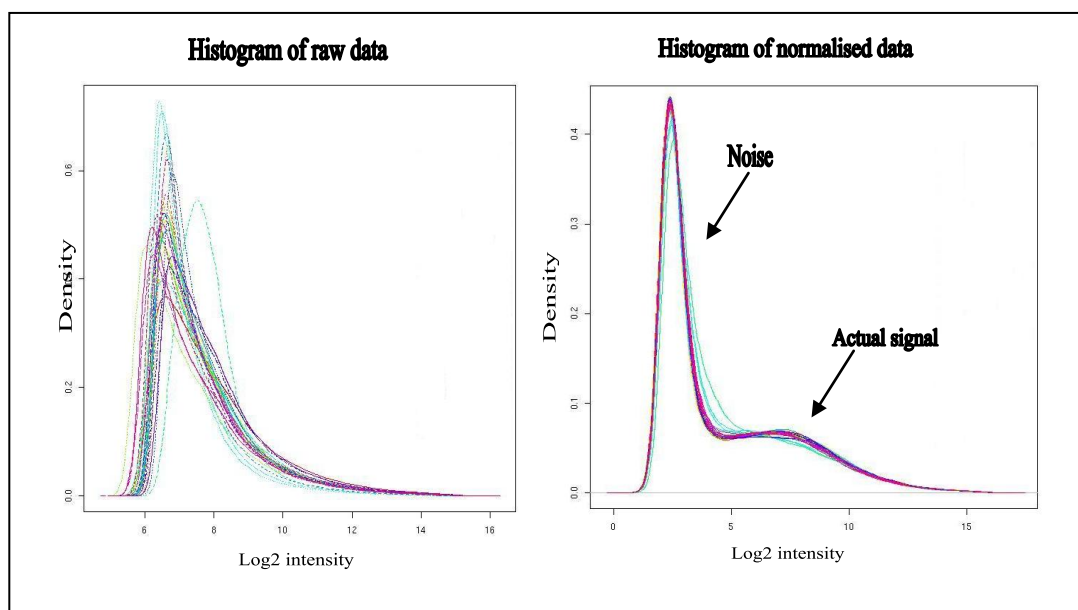 Histogram of raw data
Density
0.0
0.2
0.6
6
8
10
12
14
16
Log2 intensity
Histogram of normalised data
Noise
Actual signal
Density
0.0
0.1
0.2
0.3
0.4
0
5
10
15
Log2 intensity